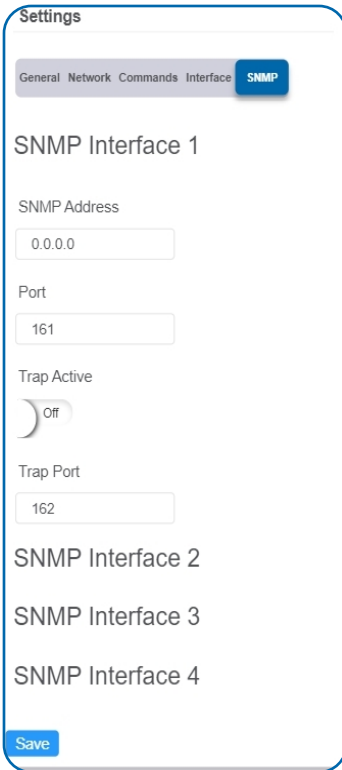 Settings
General Network Commands Interface SNMP
SNMP Interface 1
SNMP Address
0.0.0.0
Port
161
Trap Active
Off
Trap Port
162
SNMP Interface 2
SNMP Interface 3
SNMP Interface 4
Save